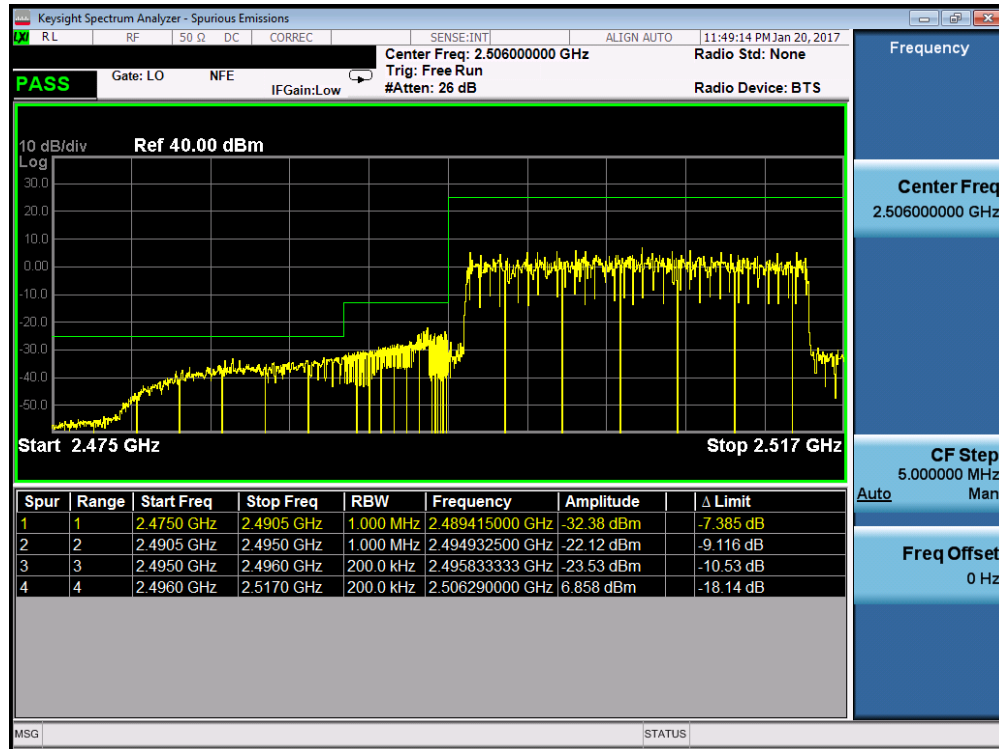 Keysight Spectrum Analyzer - Spurious Emissions
LXI RL RF 50 Ω DC CORREC SENSE:INT ALIGN AUTO 11:49:14 PM Jan 20, 2017
Center Freq: 2.506000000 GHz Radio Std: None
PASS Gate: LO NFE Trig: Free Run
IFGain:Low #Atten: 26 dB Radio Device: BTS
10 dB/div Ref 40.00 dBm
Log
30.0
20.0
10.0
0.00
-10.0
-20.0
-30.0
-40.0
-50.0
Start 2.475 GHz Stop 2.517 GHz
Spur Range Start Freq Stop Freq RBW Frequency Amplitude Δ Limit
1 1 2.4750 GHz 2.4905 GHz 1.000 MHz 2.489415000 GHz -32.38 dBm -7.385 dB
2 2 2.4905 GHz 2.4950 GHz 1.000 MHz 2.494932500 GHz -22.12 dBm -9.116 dB
3 3 2.4950 GHz 2.4960 GHz 200.0 kHz 2.495833333 GHz -23.53 dBm -10.53 dB
4 4 2.4960 GHz 2.5170 GHz 200.0 kHz 2.506290000 GHz 6.858 dBm -18.14 dB
Frequency
Center Freq
2.506000000 GHz
CF Step
5.000000 MHz
Auto Man
Freq Offset
0 Hz
MSG STATUS